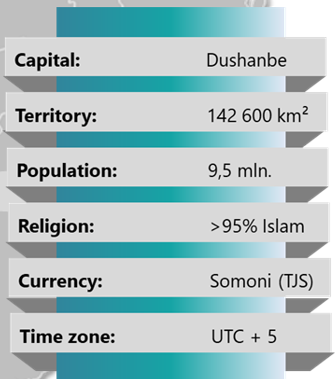 Capital: Dushanbe
Territory: 142 600 km²
Population: 9,5 mln.
Religion: >95% Islam
Currency: Somoni (TJS)
Time zone: UTC + 5